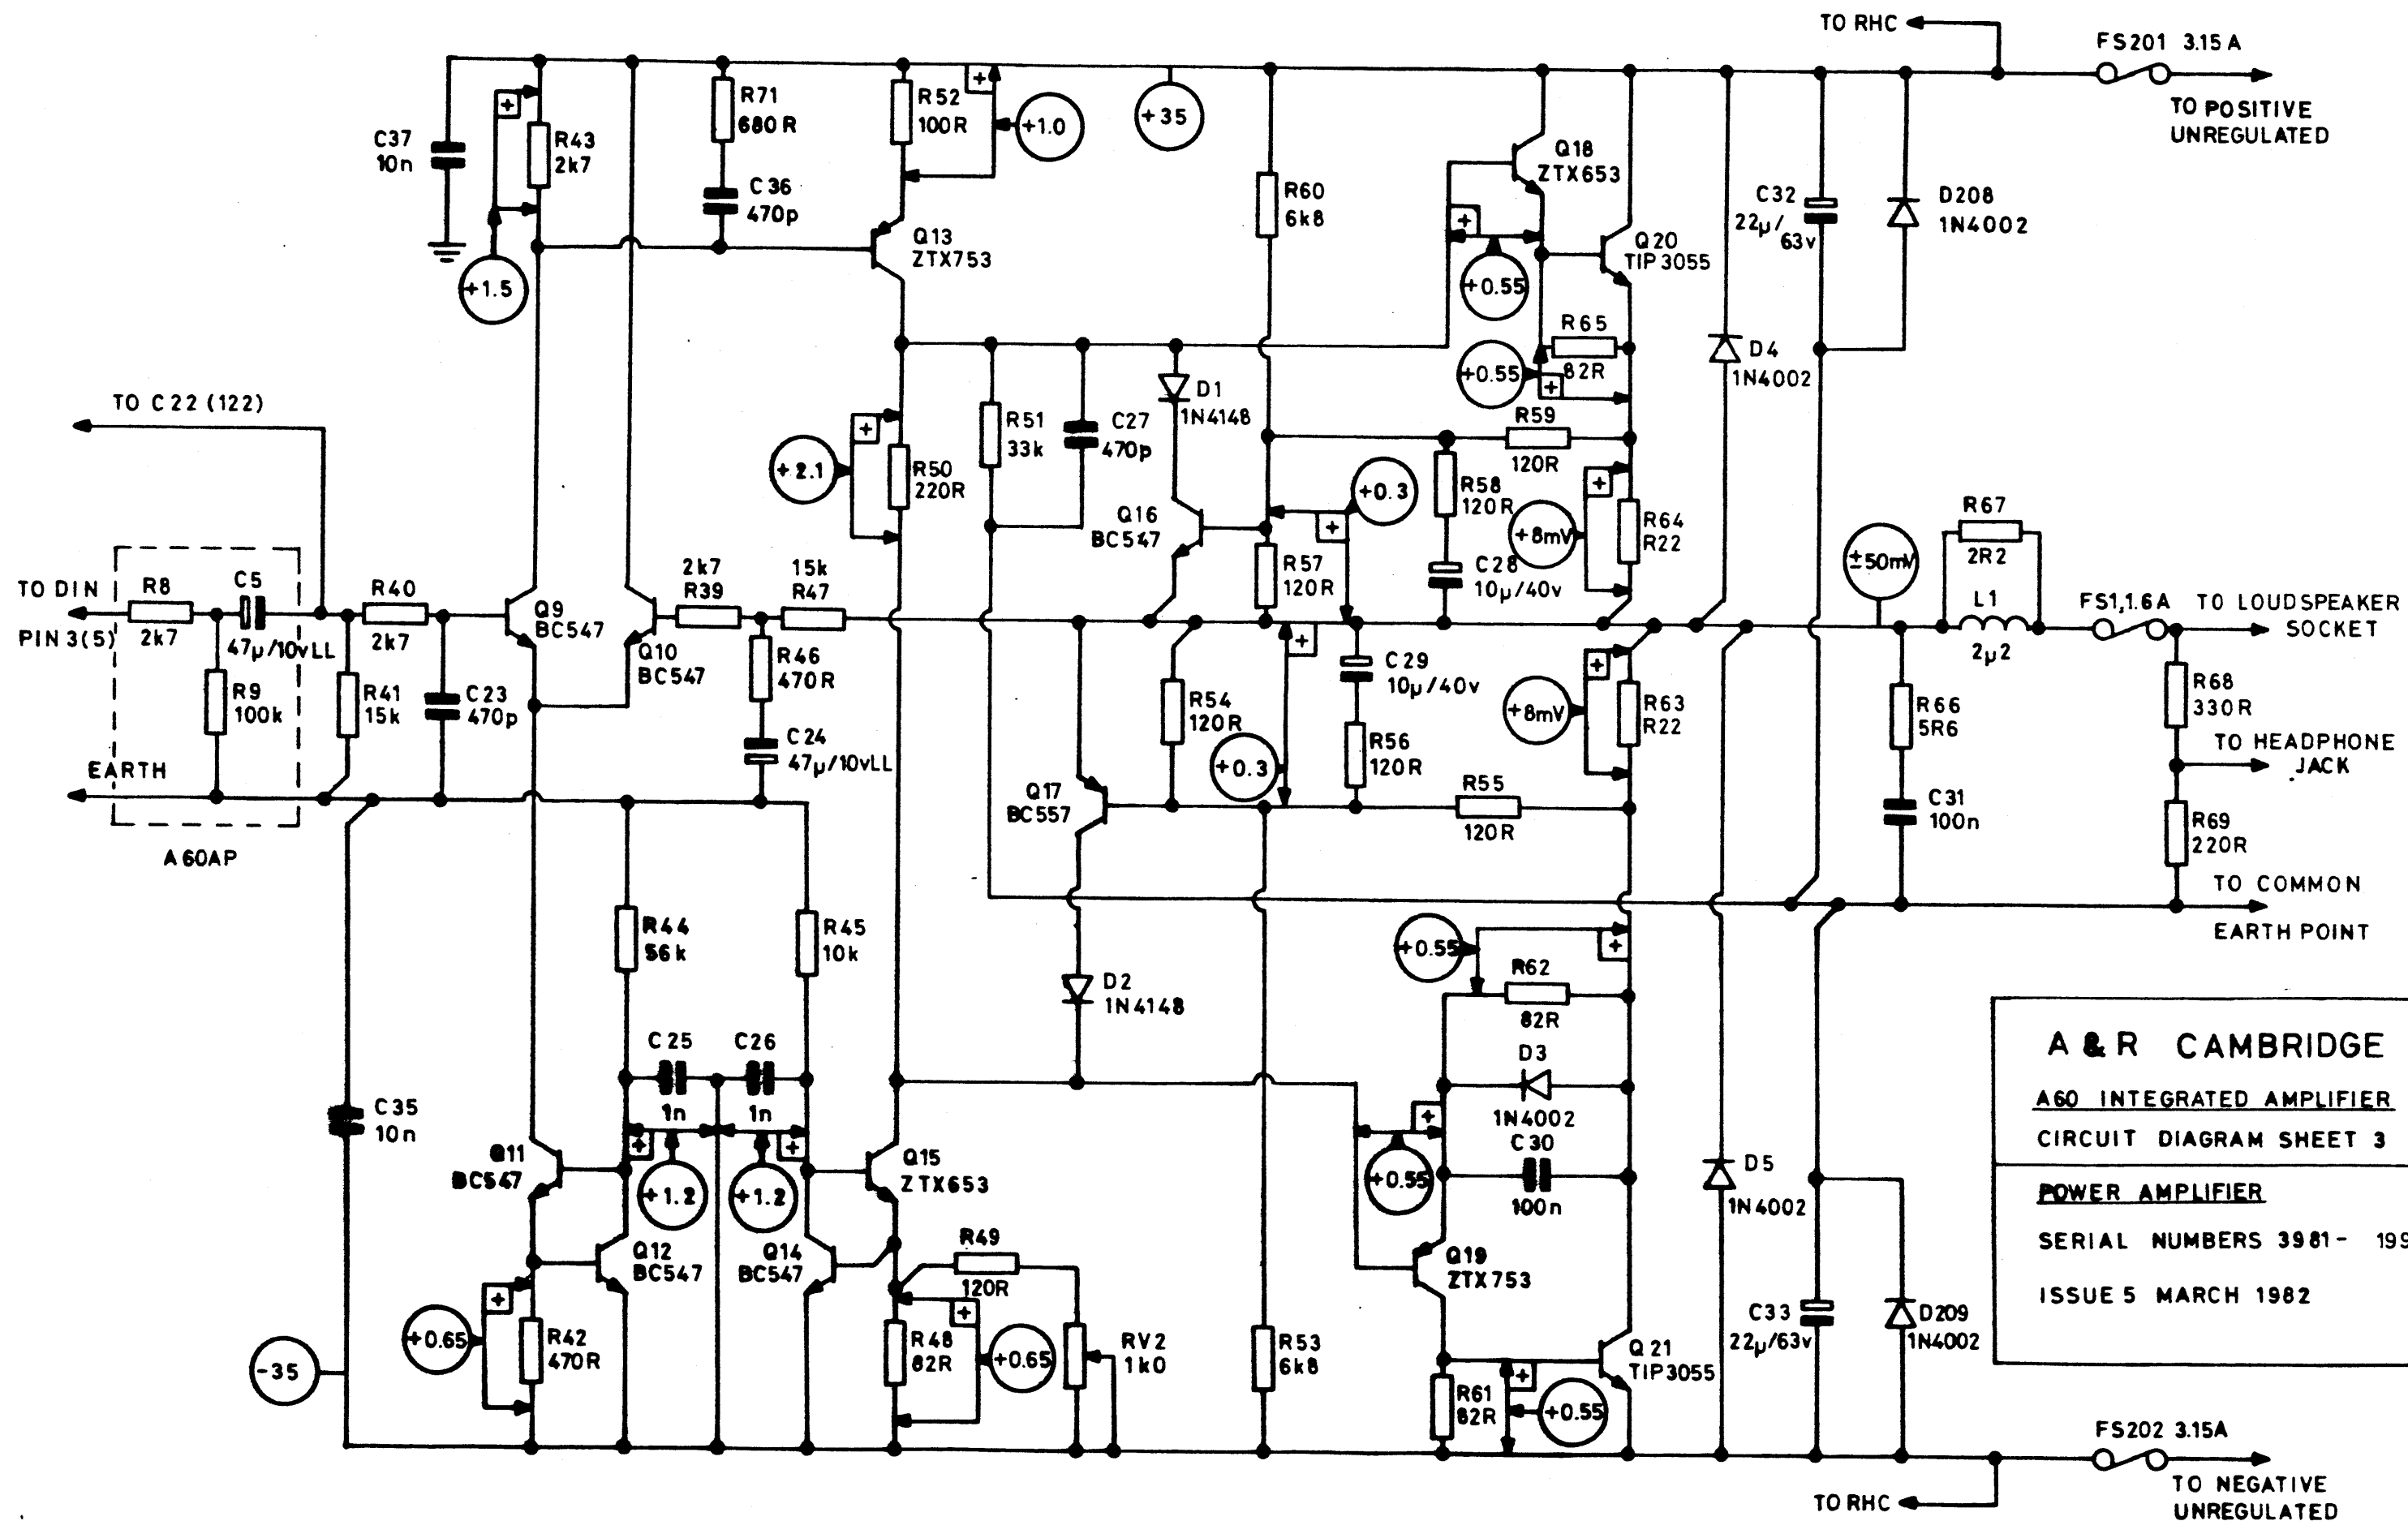 TO RHC
FS201 3.15A
TO POSITIVE
UNREGULATED
C37
10n
+
R43
2k7
+1.5
R71
680R
C36
470p
R52
100R
+
+1.0
+35
Q13
ZTX753
R60
6k8
Q18
ZTX653
+
+0.55
Q20
TIP3055
R65
82R
+0.55
+
C32
22µ/63v
D208
1N4002
D4
1N4002
TO C22 (122)
+
+2.1
R50
220R
R51
33k
C27
470p
D1
1N4148
Q16
BC547
R59
120R
R58
120R
+0.3
+
R57
120R
C28
10µ/40v
+
+8mV
R64
R22
±50mV
R67
2R2
L1
2µ2
FS1,1.6A
TO LOUDSPEAKER
SOCKET
TO DIN
PIN 3(5)
R8
2k7
C5
47µ/10vLL
R9
100k
EARTH
A60AP
R40
2k7
R41
15k
C23
470p
Q9
BC547
Q10
BC547
2k7
R39
15k
R47
R46
470R
C24
47µ/10vLL
R54
120R
+
+0.3
C29
10µ/40v
R56
120R
+
+8mV
R63
R22
Q17
BC557
R55
120R
R66
5R6
C31
100n
R68
330R
TO HEADPHONE
JACK
R69
220R
TO COMMON
EARTH POINT
R44
56k
R45
10k
D2
1N4148
+0.55
+
R62
82R
D3
1N4002
C30
100n
+
+0.55
C25
1n
C26
1n
+
+1.2
+
+1.2
C35
10n
Q11
BC547
Q12
BC547
Q14
BC547
Q15
ZTX653
R49
120R
+
+0.65
R42
470R
R48
82R
+
+0.65
RV2
1k0
R53
6k8
Q19
ZTX753
R61
82R
+
+0.55
Q21
TIP3055
D5
1N4002
C33
22µ/63v
D209
1N4002
-35
A & R CAMBRIDGE
A60 INTEGRATED AMPLIFIER
CIRCUIT DIAGRAM SHEET 3
POWER AMPLIFIER
SERIAL NUMBERS 3981-
ISSUE 5 MARCH 1982
FS202 3.15A
TO NEGATIVE
UNREGULATED
TO RHC